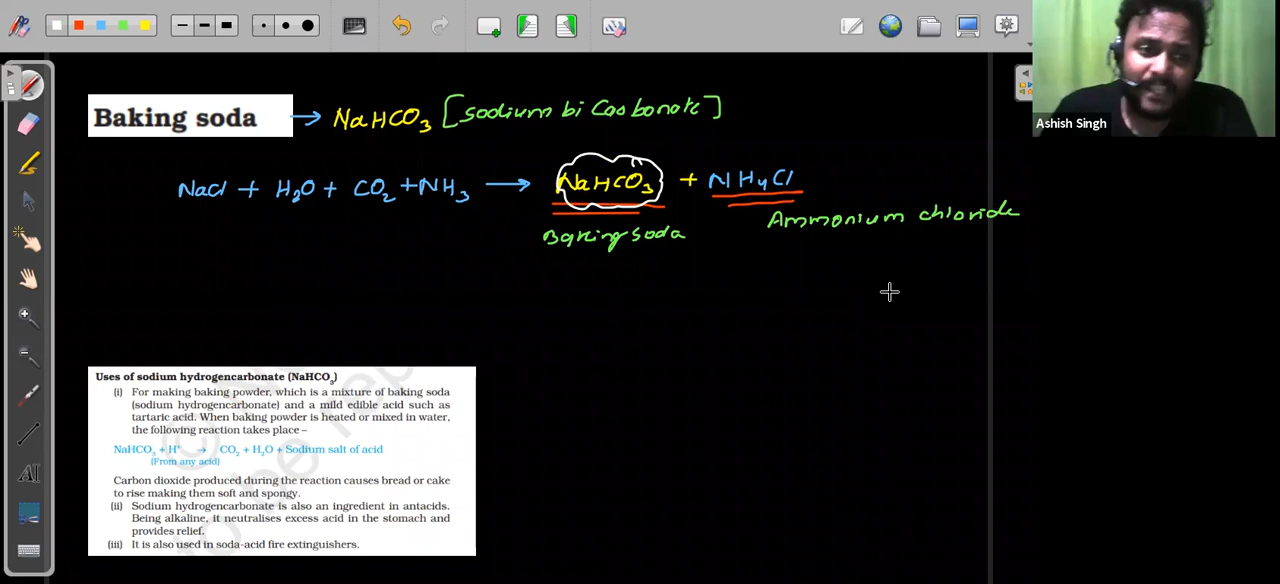 Baking soda → NaHCO₃ [sodium bi Carbonate]
NaCl + H₂O + CO₂ + NH₃ → NaHCO₃ + NH₄Cl
Baking soda
Ammonium chloride
Ashish Singh
AI
Uses of sodium hydrogencarbonate (NaHCO₃)
(i) For making baking powder, which is a mixture of baking soda
(sodium hydrogencarbonate) and a mild edible acid such as
tartaric acid. When baking powder is heated or mixed in water,
the following reaction takes place –
NaHCO₃ + H⁺ → CO₂ + H₂O + Sodium salt of acid
(From any acid)
Carbon dioxide produced during the reaction causes bread or cake
to rise making them soft and spongy.
(ii) Sodium hydrogencarbonate is also an ingredient in antacids.
Being alkaline, it neutralises excess acid in the stomach and
provides relief.
(iii) It is also used in soda-acid fire extinguishers.